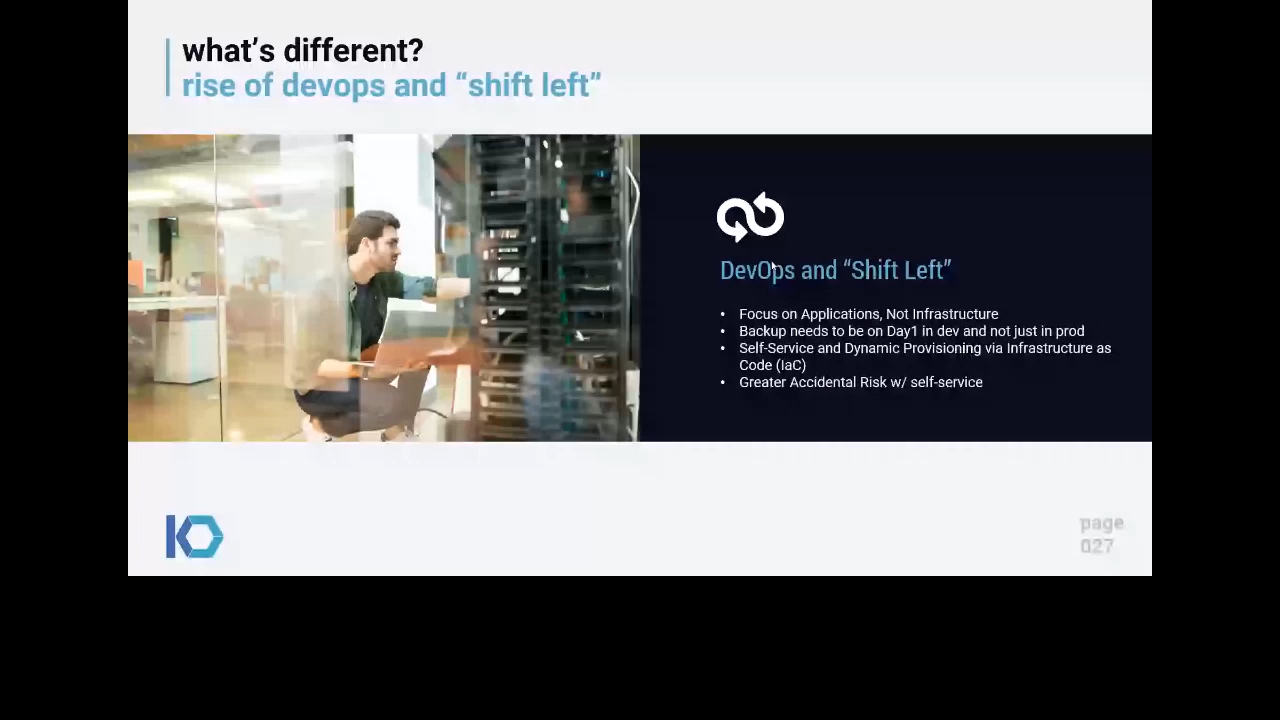 what’s different?
rise of devops and “shift left”
DevOps and “Shift Left”
• Focus on Applications, Not Infrastructure
• Backup needs to be on Day1 in dev and not just in prod
• Self-Service and Dynamic Provisioning via Infrastructure as
Code (IaC)
• Greater Accidental Risk w/ self-service
page
027